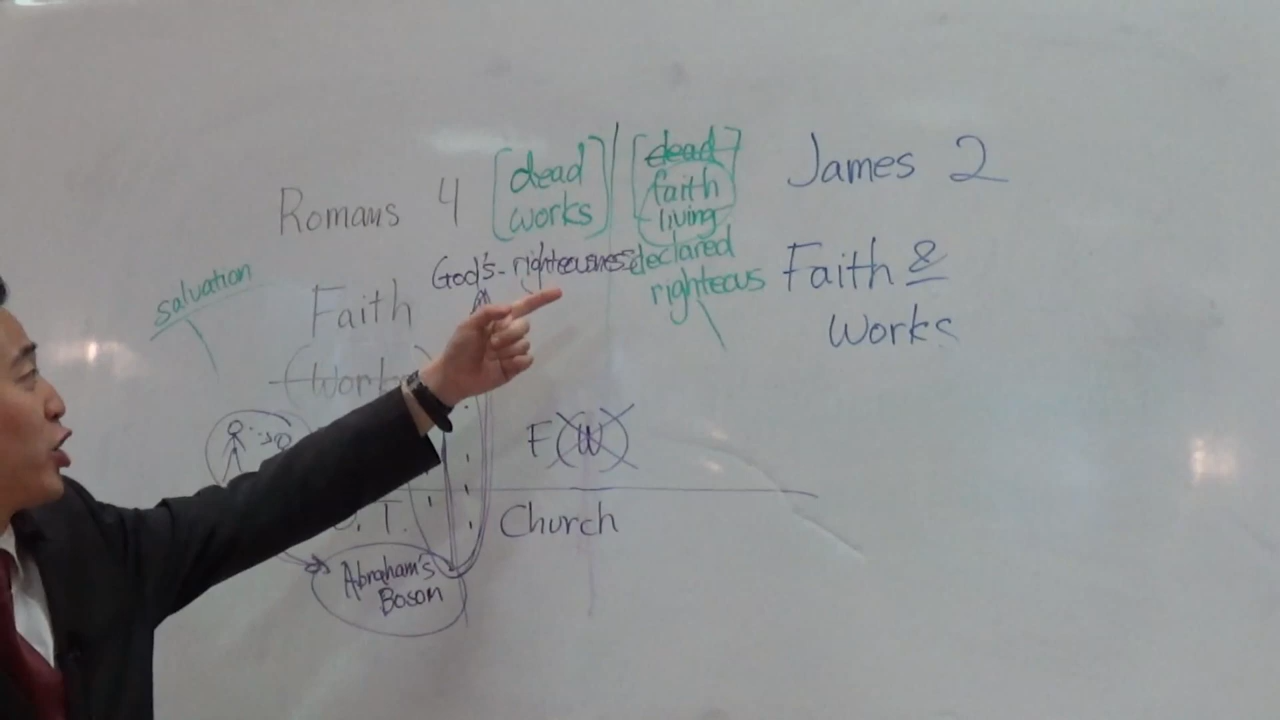 Romans 4
[dead
works]
[dead
faith
living
James 2
salvation
God's - righteousness
declared
righteous
Faith
Faith &
Works
(Work
F (W)
O. T.
Church
Abraham's
Bosom